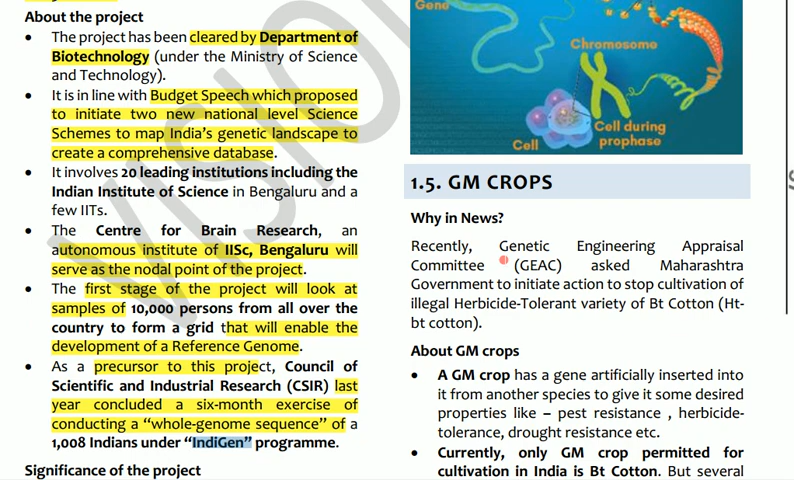 About the project
• The project has been cleared by Department of
Biotechnology (under the Ministry of Science
and Technology).
• It is in line with Budget Speech which proposed
to initiate two new national level Science
Schemes to map India's genetic landscape to
create a comprehensive database.
• It involves 20 leading institutions including the
Indian Institute of Science in Bengaluru and a
few IITs.
• The Centre for Brain Research, an
autonomous institute of IISc, Bengaluru will
serve as the nodal point of the project.
• The first stage of the project will look at
samples of 10,000 persons from all over the
country to form a grid that will enable the
development of a Reference Genome.
• As a precursor to this project, Council of
Scientific and Industrial Research (CSIR) last
year concluded a six-month exercise of
conducting a “whole-genome sequence” of a
1,008 Indians under “IndiGen” programme.
Significance of the project
Gene
Chromosome
Cell during
prophase
Cell
1.5. GM CROPS
Why in News?
Recently, Genetic Engineering Appraisal
Committee (GEAC) asked Maharashtra
Government to initiate action to stop cultivation of
illegal Herbicide-Tolerant variety of Bt Cotton (Ht-
bt cotton).
About GM crops
• A GM crop has a gene artificially inserted into
it from another species to give it some desired
properties like – pest resistance , herbicide-
tolerance, drought resistance etc.
• Currently, only GM crop permitted for
cultivation in India is Bt Cotton. But several
VISIO